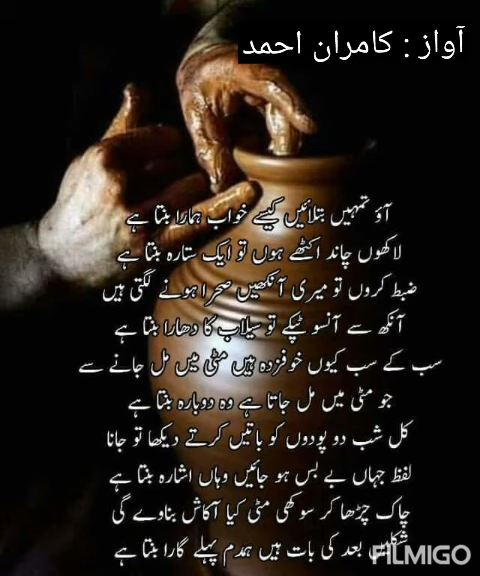 آواز : کامران احمد
آؤ تمہیں بتلائیں کیسے خواب ہمارا بنتا ہے
لاکھوں چاند اکٹھے ہوں تو ایک ستارہ بنتا ہے
ضبط کروں تو میری آنکھیں صحرا ہونے لگتی ہیں
آنکھ سے آنسو ٹپکے تو سیلاب کا دھارا بنتا ہے
سب کے سب کیوں خوفزدہ ہیں مٹی میں مل جانے سے
جو مٹی میں مل جاتا ہے وہ دوبارہ بنتا ہے
کل شب دو پودوں کو باتیں کرتے دیکھا تو جانا
لفظ جہاں بے بس ہو جائیں وہاں اشارہ بنتا ہے
چاک چڑھا کر سوکھی مٹی کیا آکاش بناوے گی
شکلیں بعد کی بات ہیں ہمدم پہلے گارا بنتا ہے
FILMIGO